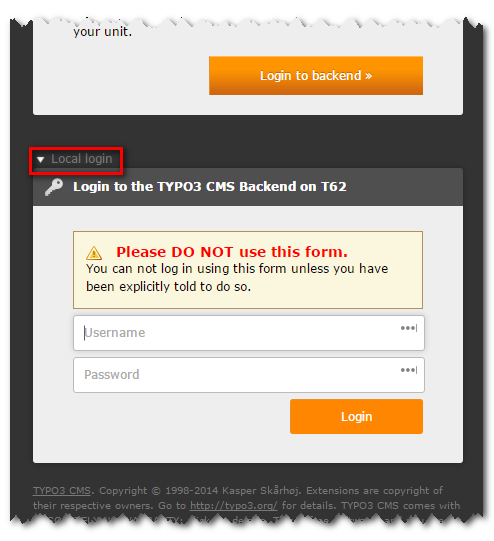 your unit.
Login to backend »
Local login
Login to the TYPO3 CMS Backend on T62
Please DO NOT use this form.
You can not log in using this form unless you have
been explicitly told to do so.
Username
Password
Login
TYPO3 CMS. Copyright © 1998-2014 Kasper Skårhøj. Extensions are copyright of
their respective owners. Go to http://typo3.org/ for details. TYPO3 CMS comes with